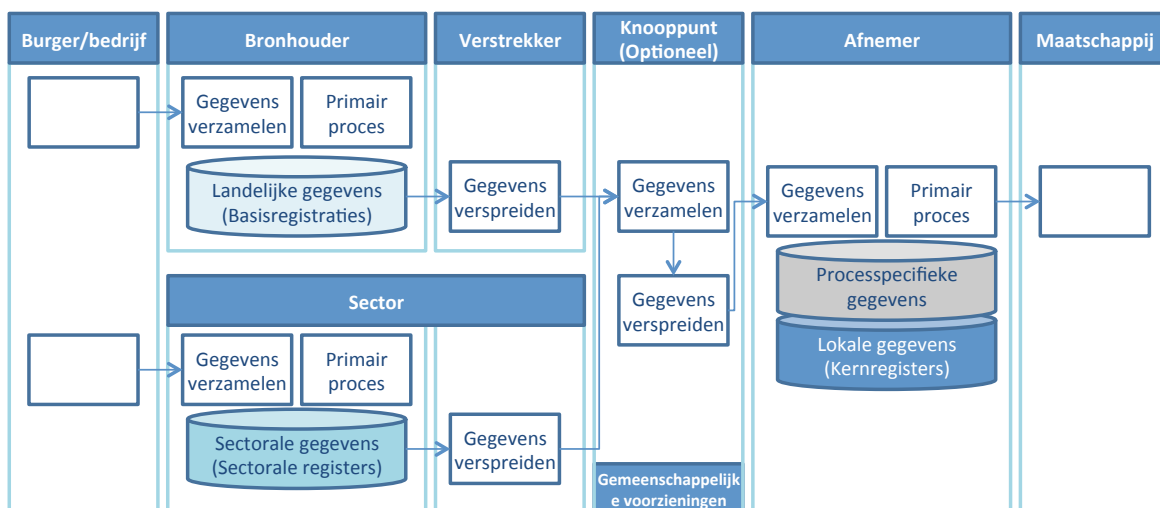 Burger/bedrijf
Bronhouder
Verstrekker
Knooppunt
(Optioneel)
Afnemer
Maatschappij
Gegevens
verzamelen
Primair
proces
Landelijke gegevens
(Basisregistraties)
Gegevens
verspreiden
Gegevens
verzamelen
Gegevens
verspreiden
Gegevens
verzamelen
Primair
proces
Processpecifieke
gegevens
Lokale gegevens
(Kernregisters)
Sector
Gegevens
verzamelen
Primair
proces
Sectorale gegevens
(Sectorale registers)
Gegevens
verspreiden
Gemeenschappelijk
e voorzieningen